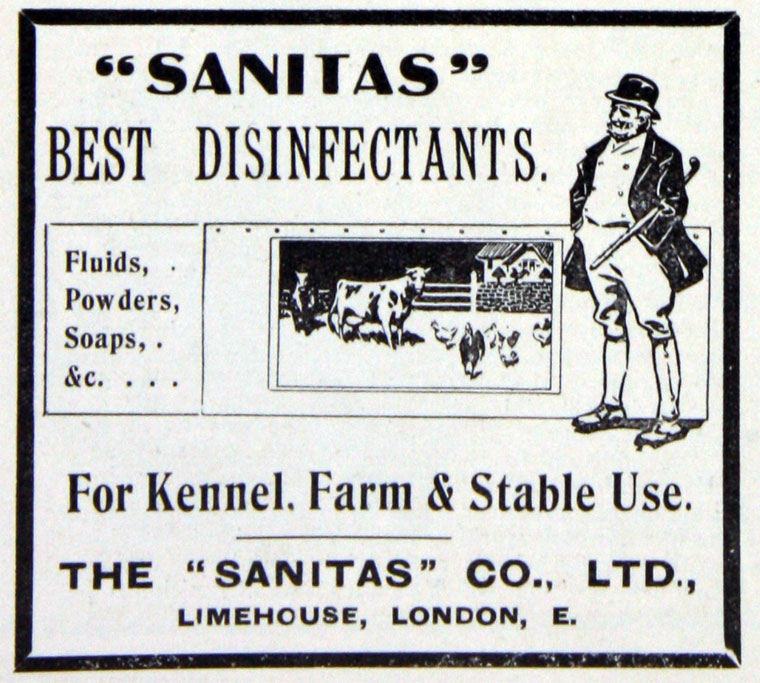 "SANITAS"
BEST DISINFECTANTS.
Fluids, .
Powders,
Soaps, .
&c. . . .
For Kennel. Farm & Stable Use.
THE "SANITAS" CO., LTD.,
LIMEHOUSE, LONDON, E.